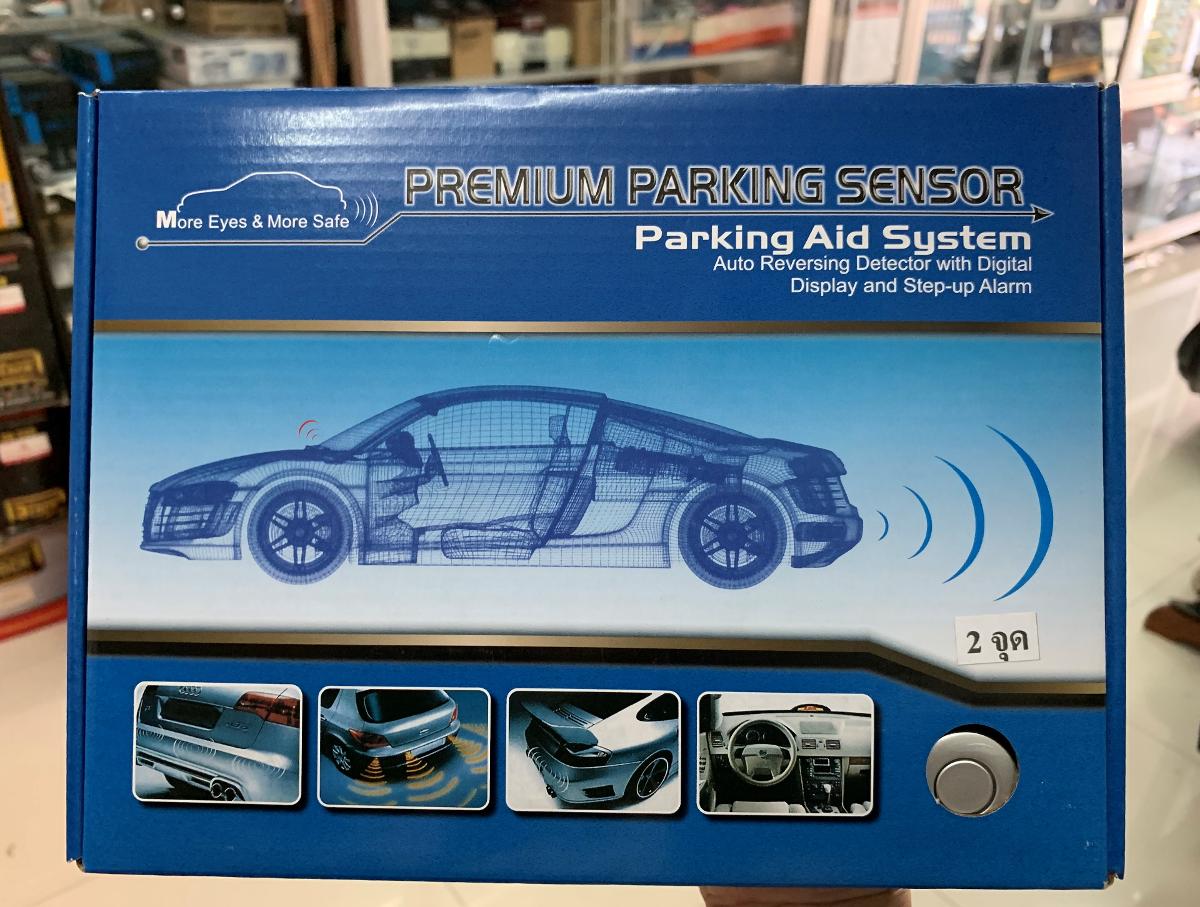 PREMIUM PARKING SENSOR
More Eyes & More Safe
Parking Aid System
Auto Reversing Detector with Digital
Display and Step-up Alarm
2 จุด